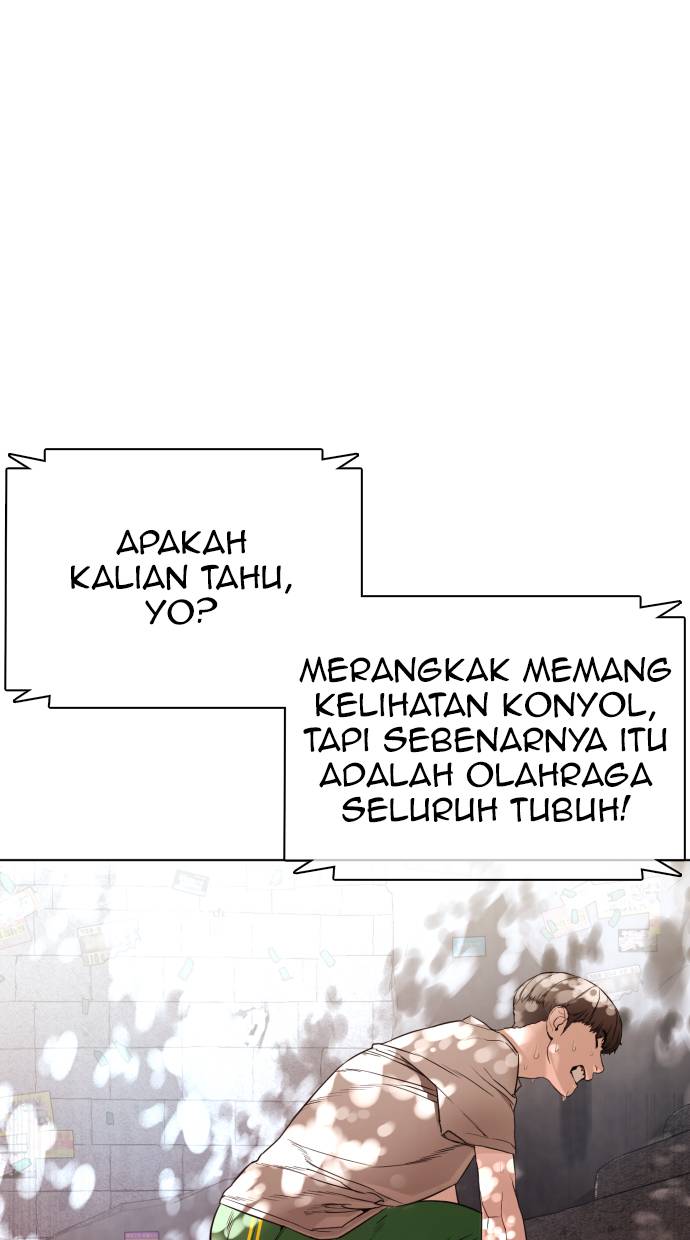 APAKAH
KALIAN TAHU,
YO?
MERANGKAK MEMANG
KELIHATAN KONYOL,
TAPI SEBENARNYA ITU
ADALAH OLAHRAGA
SELURUH TUBUH!